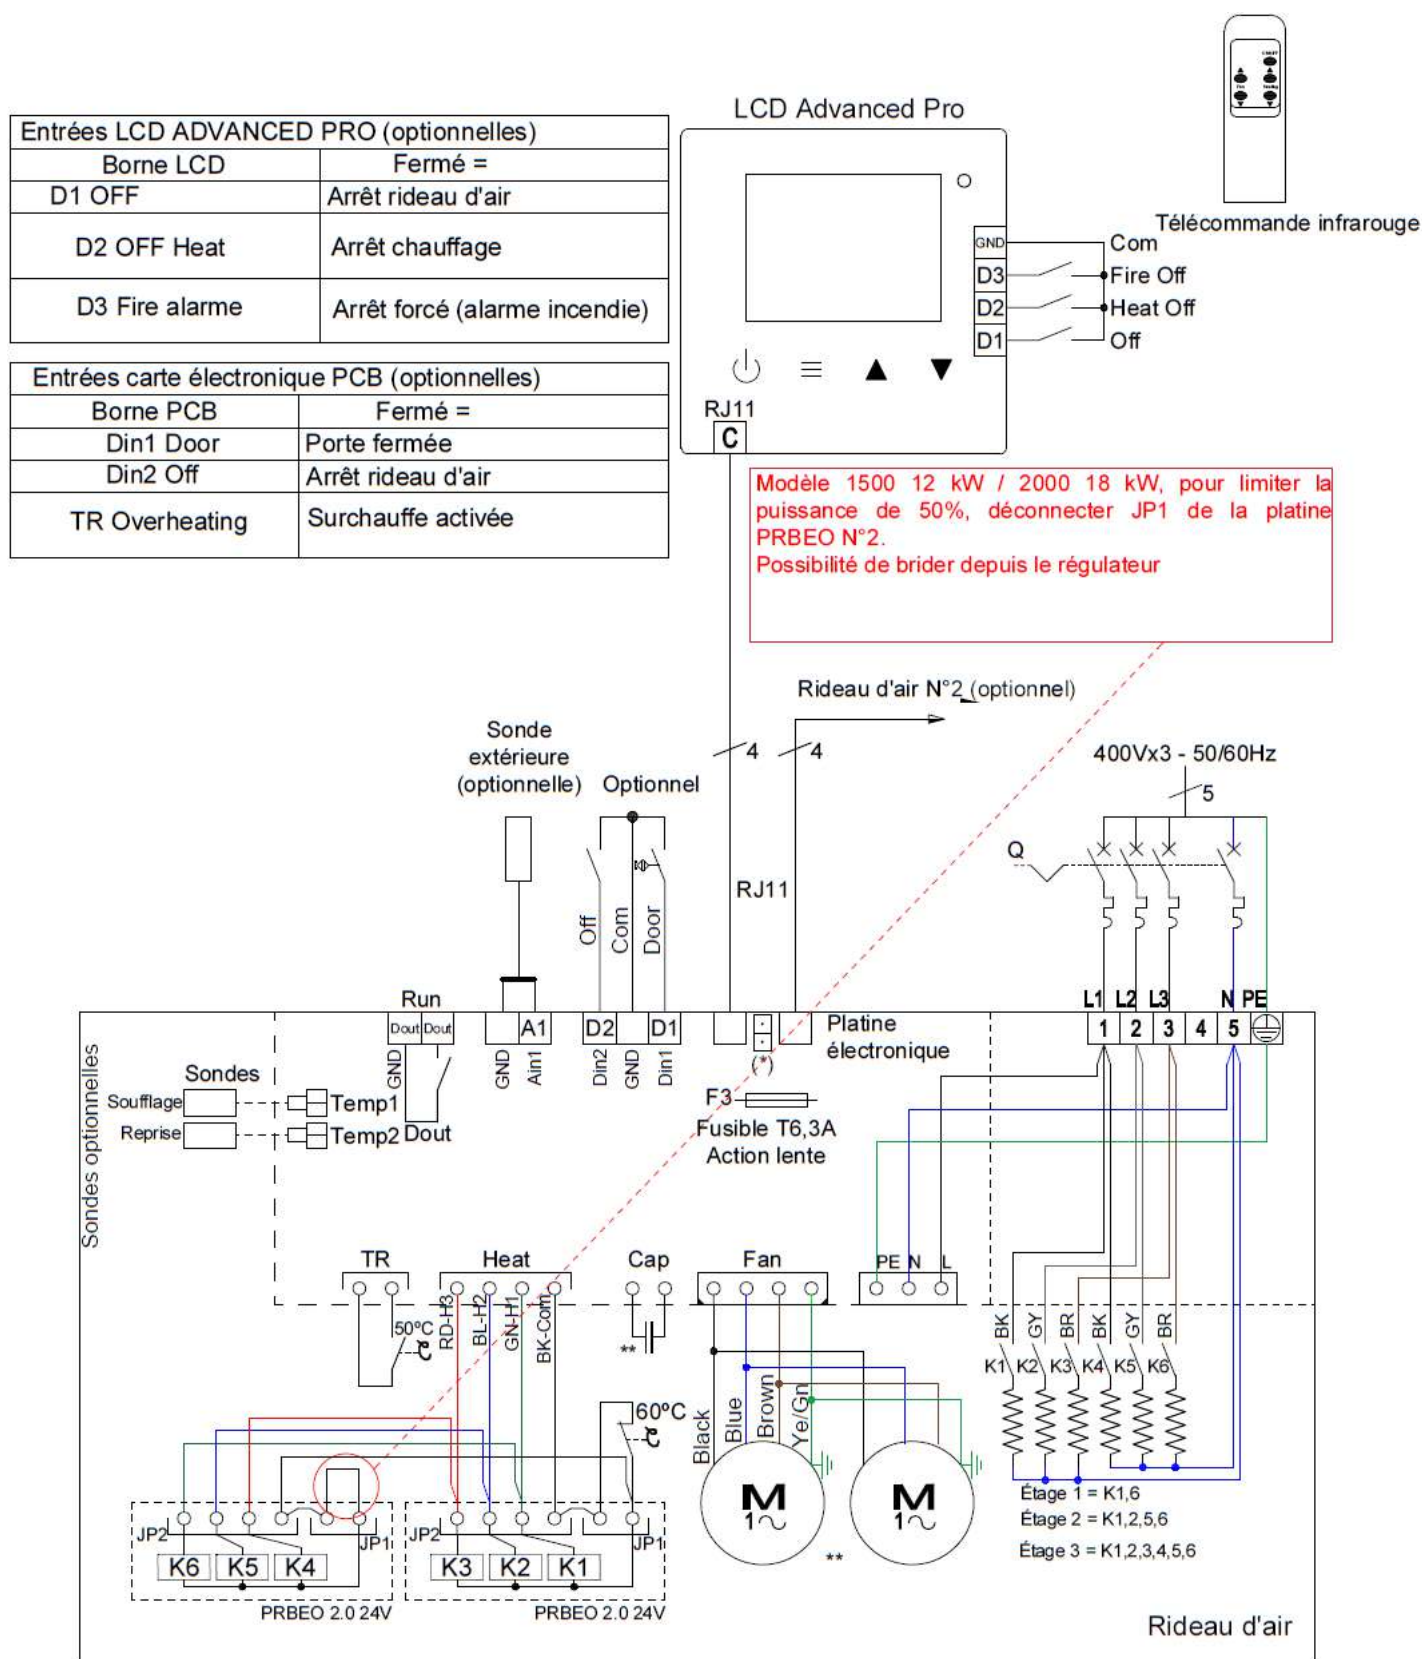 LCD Advanced Pro
Télécommande infrarouge
Entrées LCD ADVANCED PRO (optionnelles)
Borne LCD Fermé =
D1 OFF Arrêt rideau d'air
D2 OFF Heat Arrêt chauffage
D3 Fire alarme Arrêt forcé (alarme incendie)
Entrées carte électronique PCB (optionnelles)
Borne PCB Fermé =
Din1 Door Porte fermée
Din2 Off Arrêt rideau d'air
TR Overheating Surchauffe activée
GND Com
D3 Fire Off
D2 Heat Off
D1 Off
RJ11
C
Modèle 1500 12 kW / 2000 18 kW, pour limiter la
puissance de 50%, déconnecter JP1 de la platine
PRBEO N°2.
Possibilité de brider depuis le régulateur
Rideau d'air N°2 (optionnel)
4
4
RJ11
Sonde
extérieure
(optionnelle)
Optionnel
Off
Com
Door
400Vx3 - 50/60Hz
5
Q
L1 L2 L3 N PE
1 2 3 4 5
Run
Dout Dout
GND
Dout
A1
GND
Ain1
D2 D1
Din2
GND
Din1
(*)
Platine
électronique
F3
Fusible T6,3A
Action lente
Sondes optionnelles
Sondes
Soufflage
Reprise
Temp1
Temp2
TR
50°C
Heat
RD-H3
BL-H2
GN-H1
BK-Com
Cap
**
Fan
PE N L
Black
Blue
Brown
Ye/Gn
60°C
BK
GY
BR
BK
GY
BR
K1 K2 K3 K4 K5 K6
M
1
M
1
**
Étage 1 = K1,6
Étage 2 = K1,2,5,6
Étage 3 = K1,2,3,4,5,6
JP2 JP1
K6 K5 K4
PRBEO 2.0 24V
JP2 JP1
K3 K2 K1
PRBEO 2.0 24V
Rideau d'air